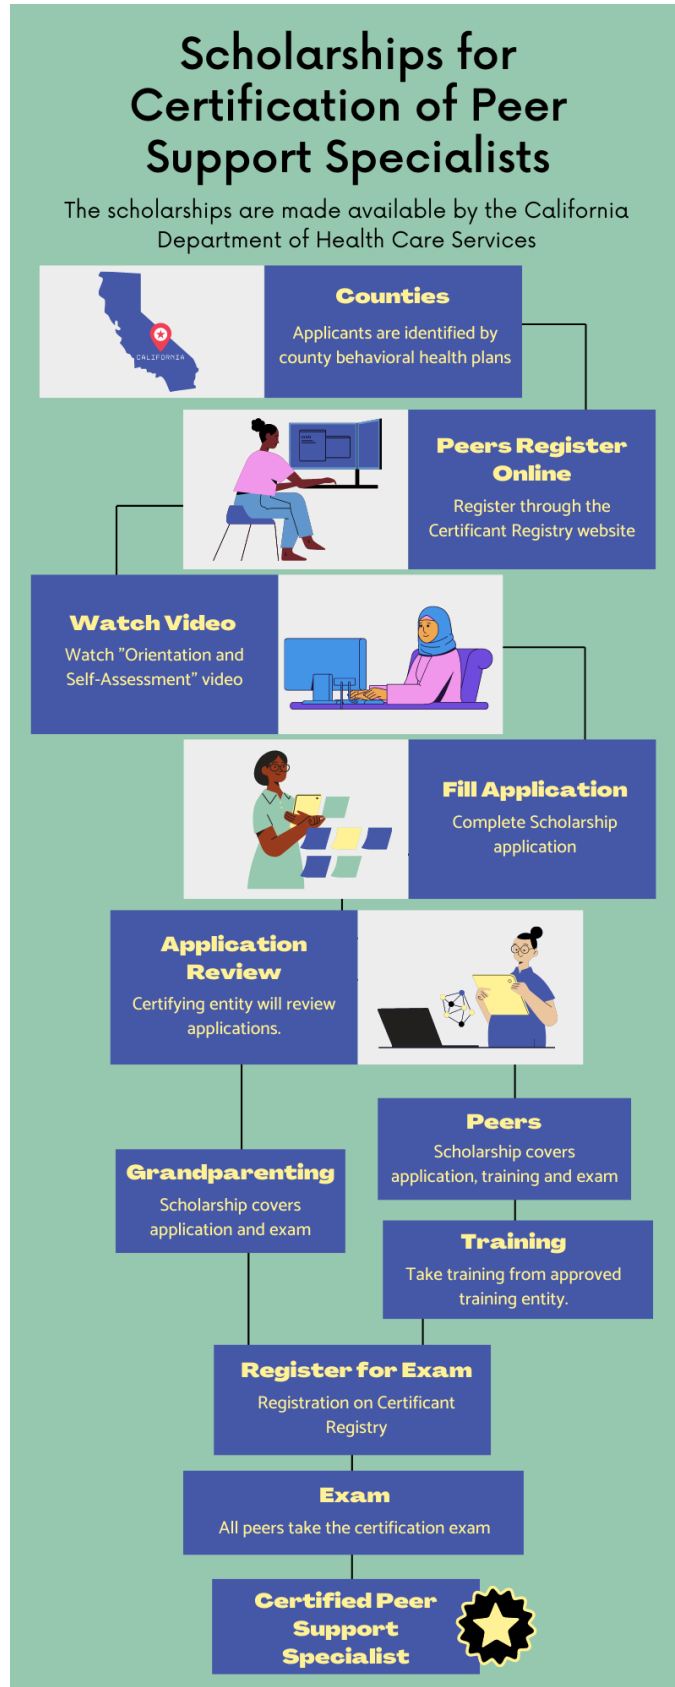 Scholarships for
Certification of Peer
Support Specialists
The scholarships are made available by the California
Department of Health Care Services
CALIFORNIA
Counties
Applicants are identified by
county behavioral health plans
Peers Register
Online
Register through the
Certificant Registry website
Watch Video
Watch "Orientation and
Self-Assessment" video
Fill Application
Complete Scholarship
application
Application
Review
Certifying entity will review
applications.
Peers
Scholarship covers
application, training and exam
Grandparenting
Scholarship covers
application and exam
Training
Take training from approved
training entity.
Register for Exam
Registration on Certificant
Registry
Exam
All peers take the certification exam
Certified Peer
Support
Specialist